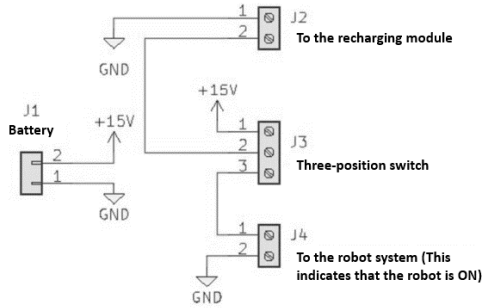 1
J2
2
To the recharging module
GND
+15V
J1
Battery
+15V
1
J3
2
2
3
Three-position switch
1
GND
1
J4
2
To the robot system (This
indicates that the robot is ON)
GND